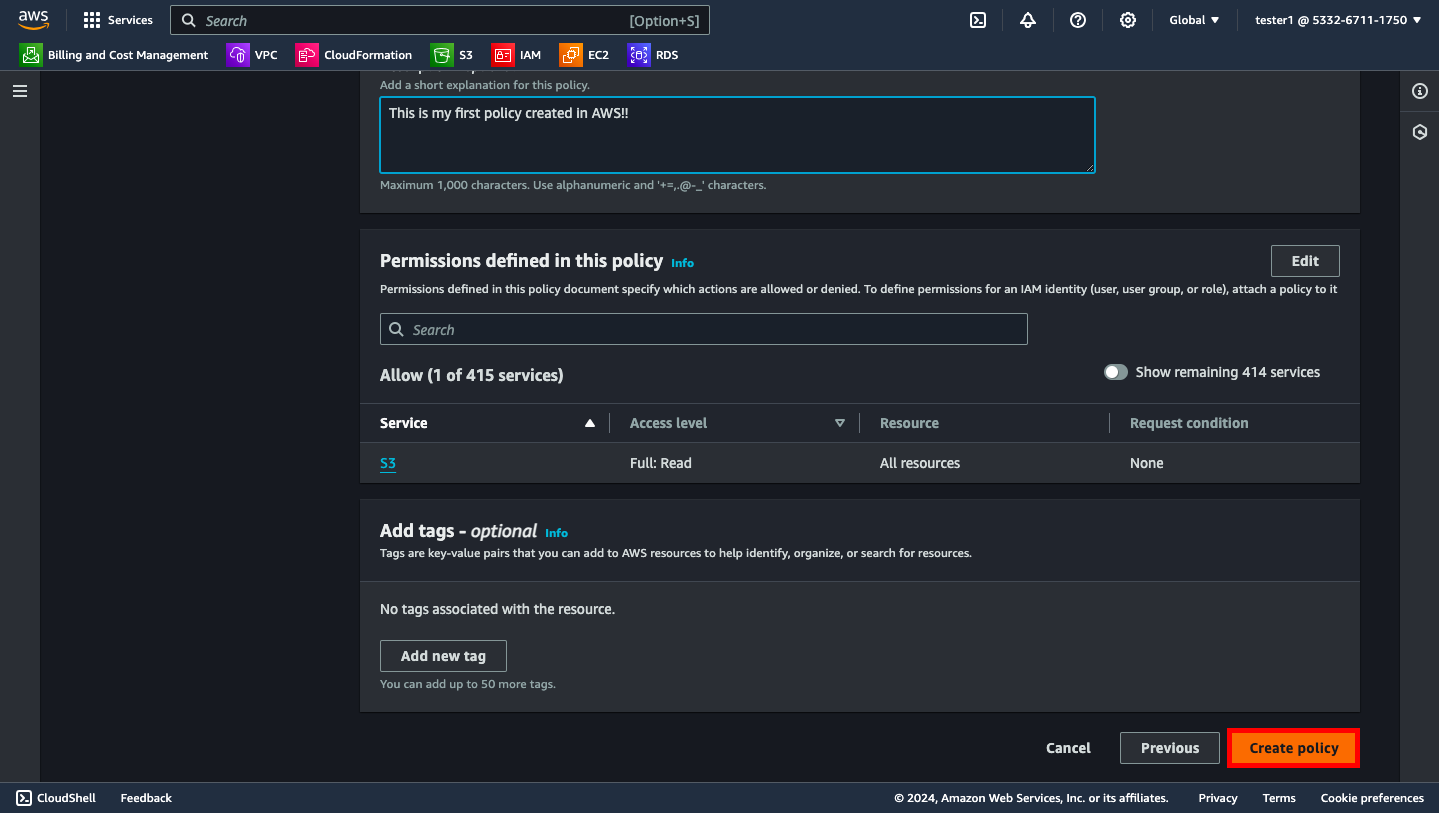 aws Services Search [Option+S] Global tester1 @ 5332-6711-1750
Billing and Cost Management VPC CloudFormation S3 IAM EC2 RDS
Add a short explanation for this policy.
This is my first policy created in AWS!!
Maximum 1,000 characters. Use alphanumeric and '+=,.@-_' characters.
Permissions defined in this policy Info Edit
Permissions defined in this policy document specify which actions are allowed or denied. To define permissions for an IAM identity (user, user group, or role), attach a policy to it
Search
Allow (1 of 415 services) Show remaining 414 services
Service Access level Resource Request condition
S3 Full: Read All resources None
Add tags - optional Info
Tags are key-value pairs that you can add to AWS resources to help identify, organize, or search for resources.
No tags associated with the resource.
Add new tag
You can add up to 50 more tags.
Cancel Previous Create policy
CloudShell Feedback © 2024, Amazon Web Services, Inc. or its affiliates. Privacy Terms Cookie preferences